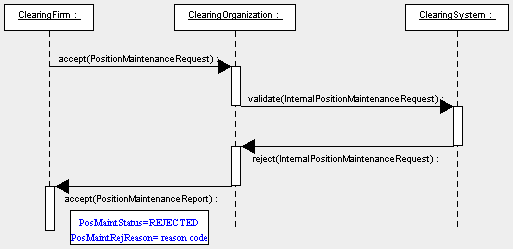 ClearingFirm :
ClearingOrganization :
ClearingSystem :
accept(PositionMaintenanceRequest) :
validate(InternalPositionMaintenanceRequest) :
reject(InternalPositionMaintenanceRequest) :
accept(PositionMaintenanceReport) :
PosMaintStatus=REJECTED
PosMaintRejReason= reason code